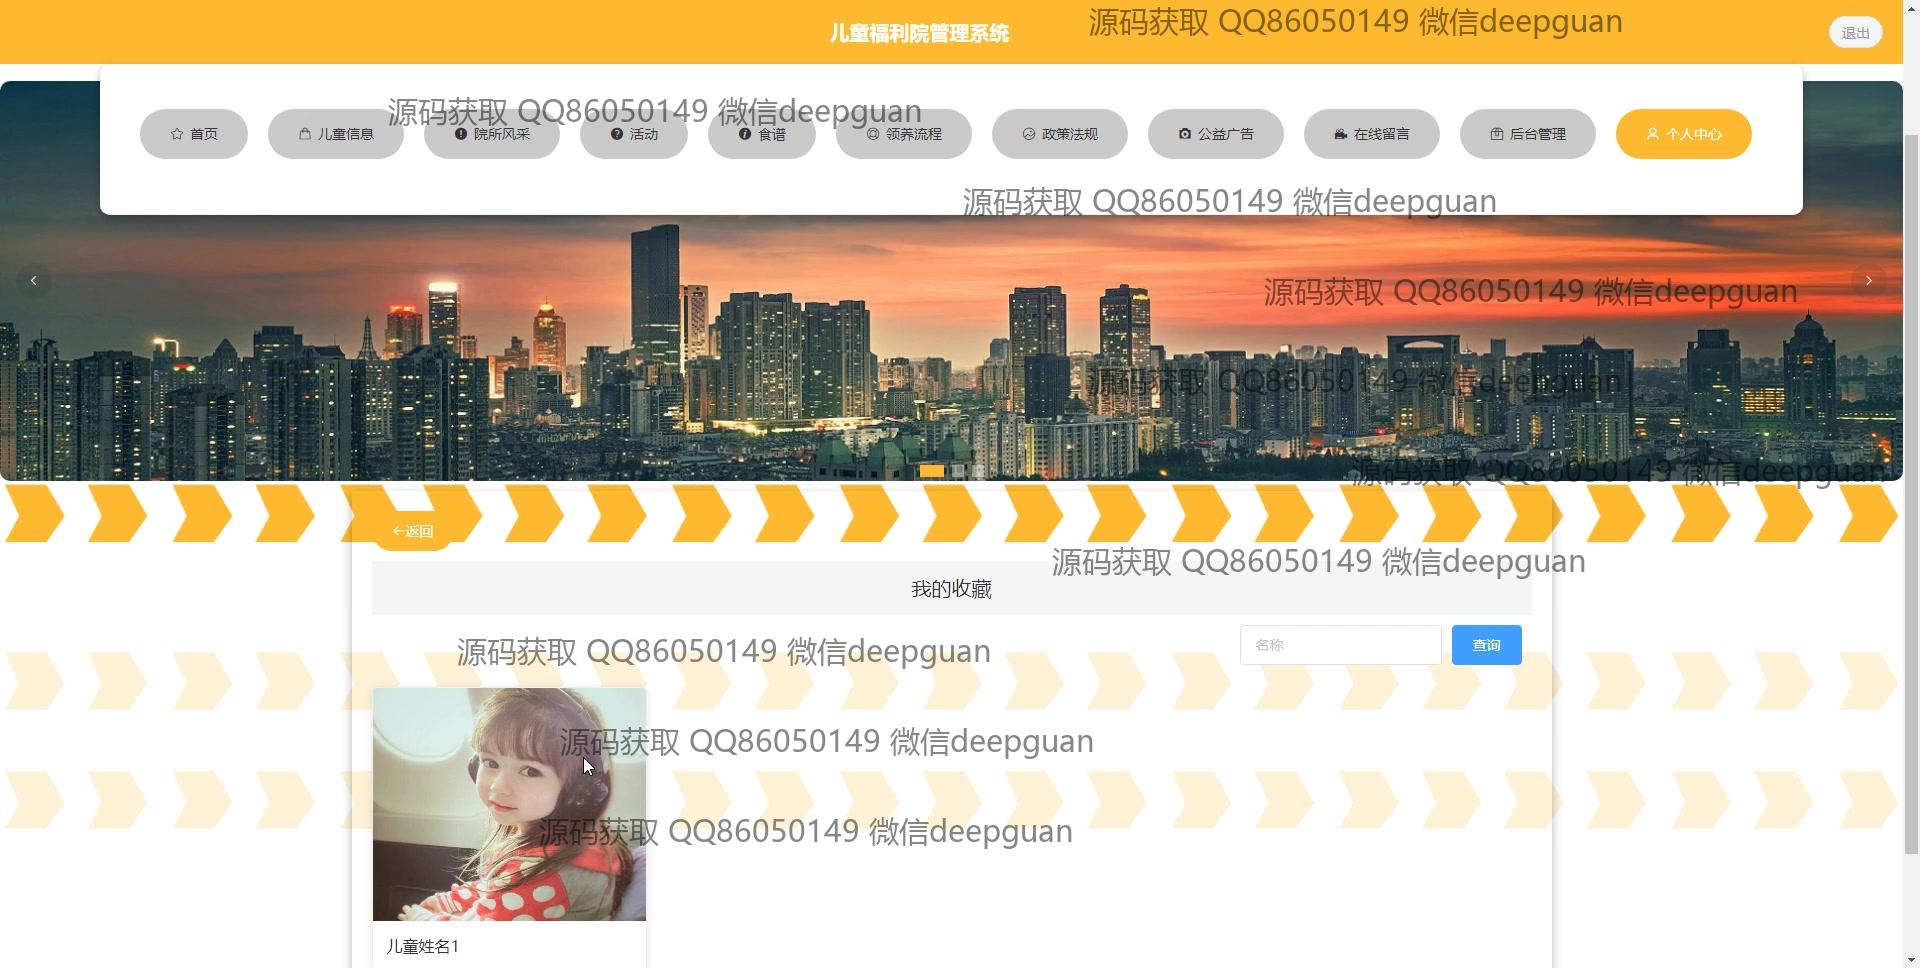 儿童福利院管理系统
源码获取 QQ86050149 微信deepguan
退出
源码获取 QQ86050149 微信deepguan
首页
儿童信息
院所风采
活动
食谱
领养流程
政策法规
公益广告
在线留言
后台管理
个人中心
源码获取 QQ86050149 微信deepguan
源码获取 QQ86050149 微信deepguan
源码获取 QQ86050149 微信deepguan
源码获取 QQ86050149 微信deepguan
←返回
源码获取 QQ86050149 微信deepguan
我的收藏
源码获取 QQ86050149 微信deepguan
名称
查询
源码获取 QQ86050149 微信deepguan
源码获取 QQ86050149 微信deepguan
儿童姓名1